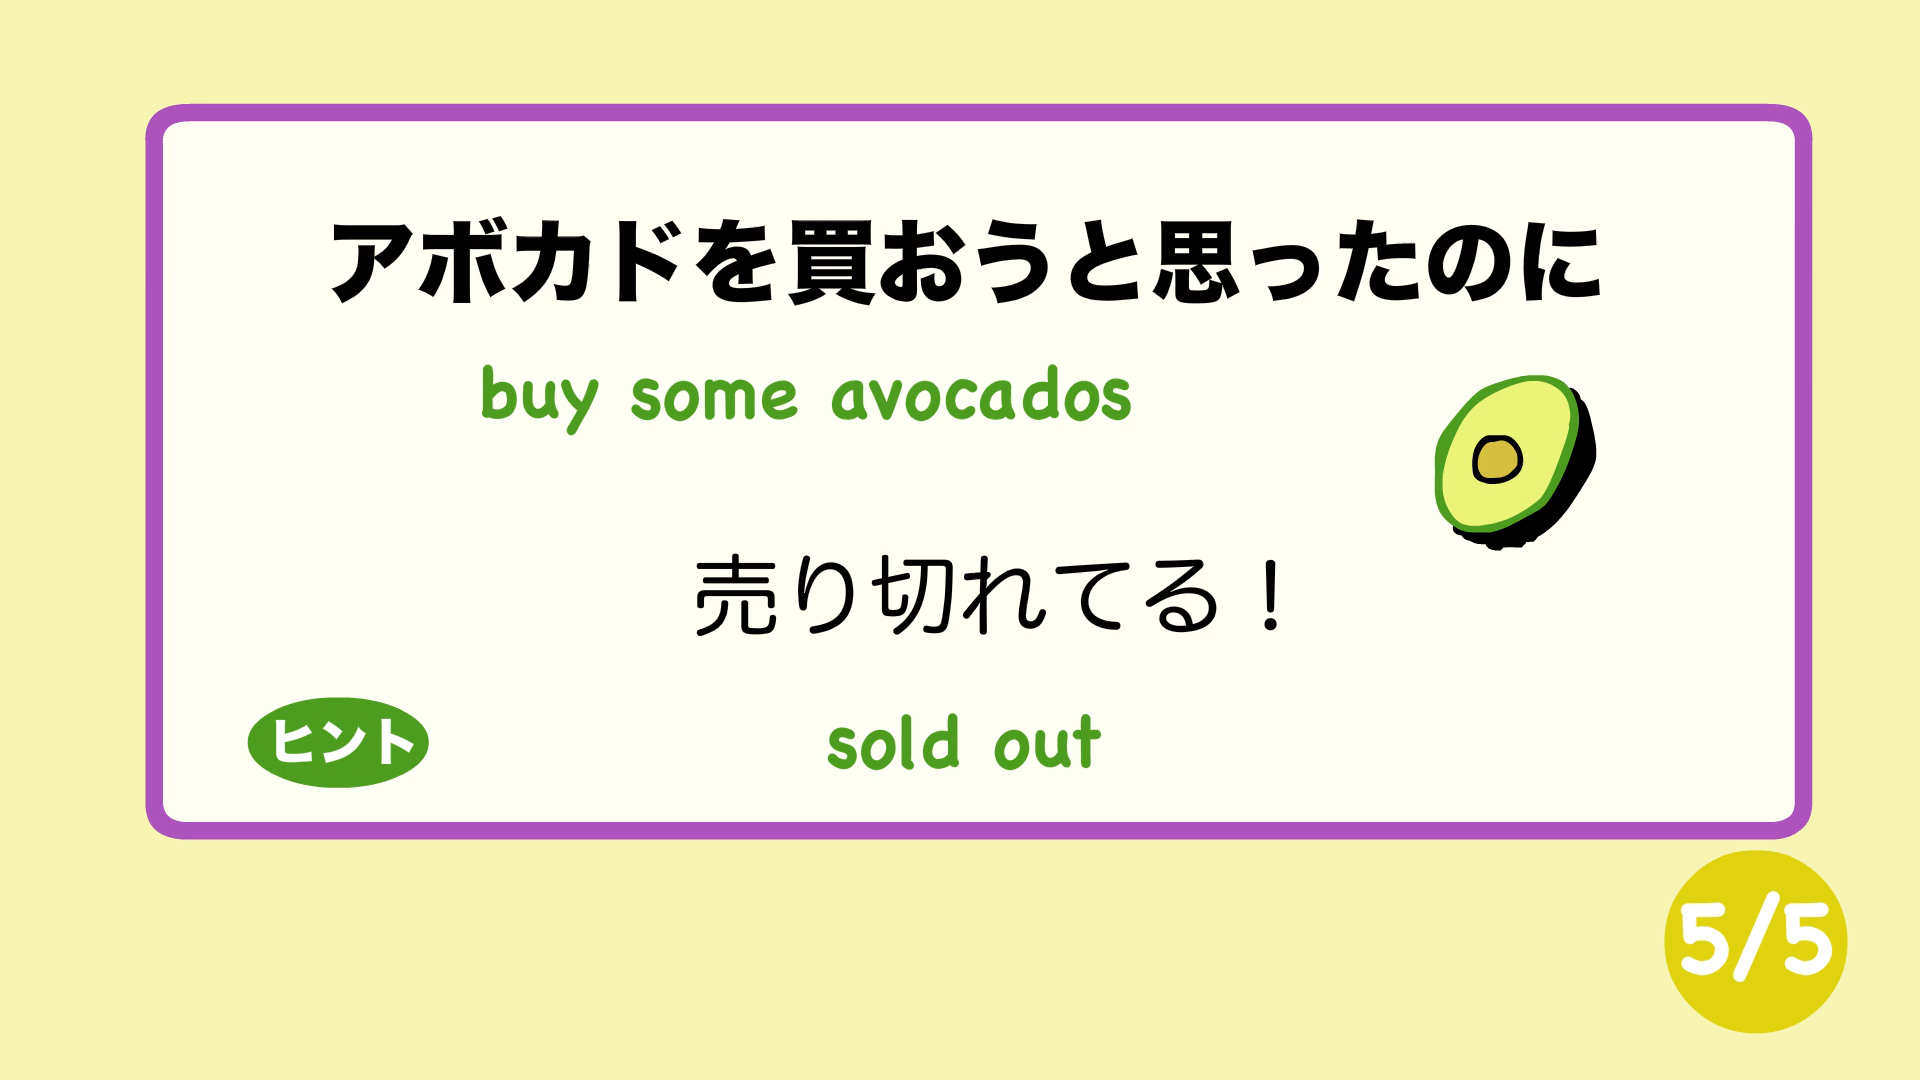 アボカドを買おうと思ったのに
buy some avocados
売り切れてる！
ヒント
sold out
5/5